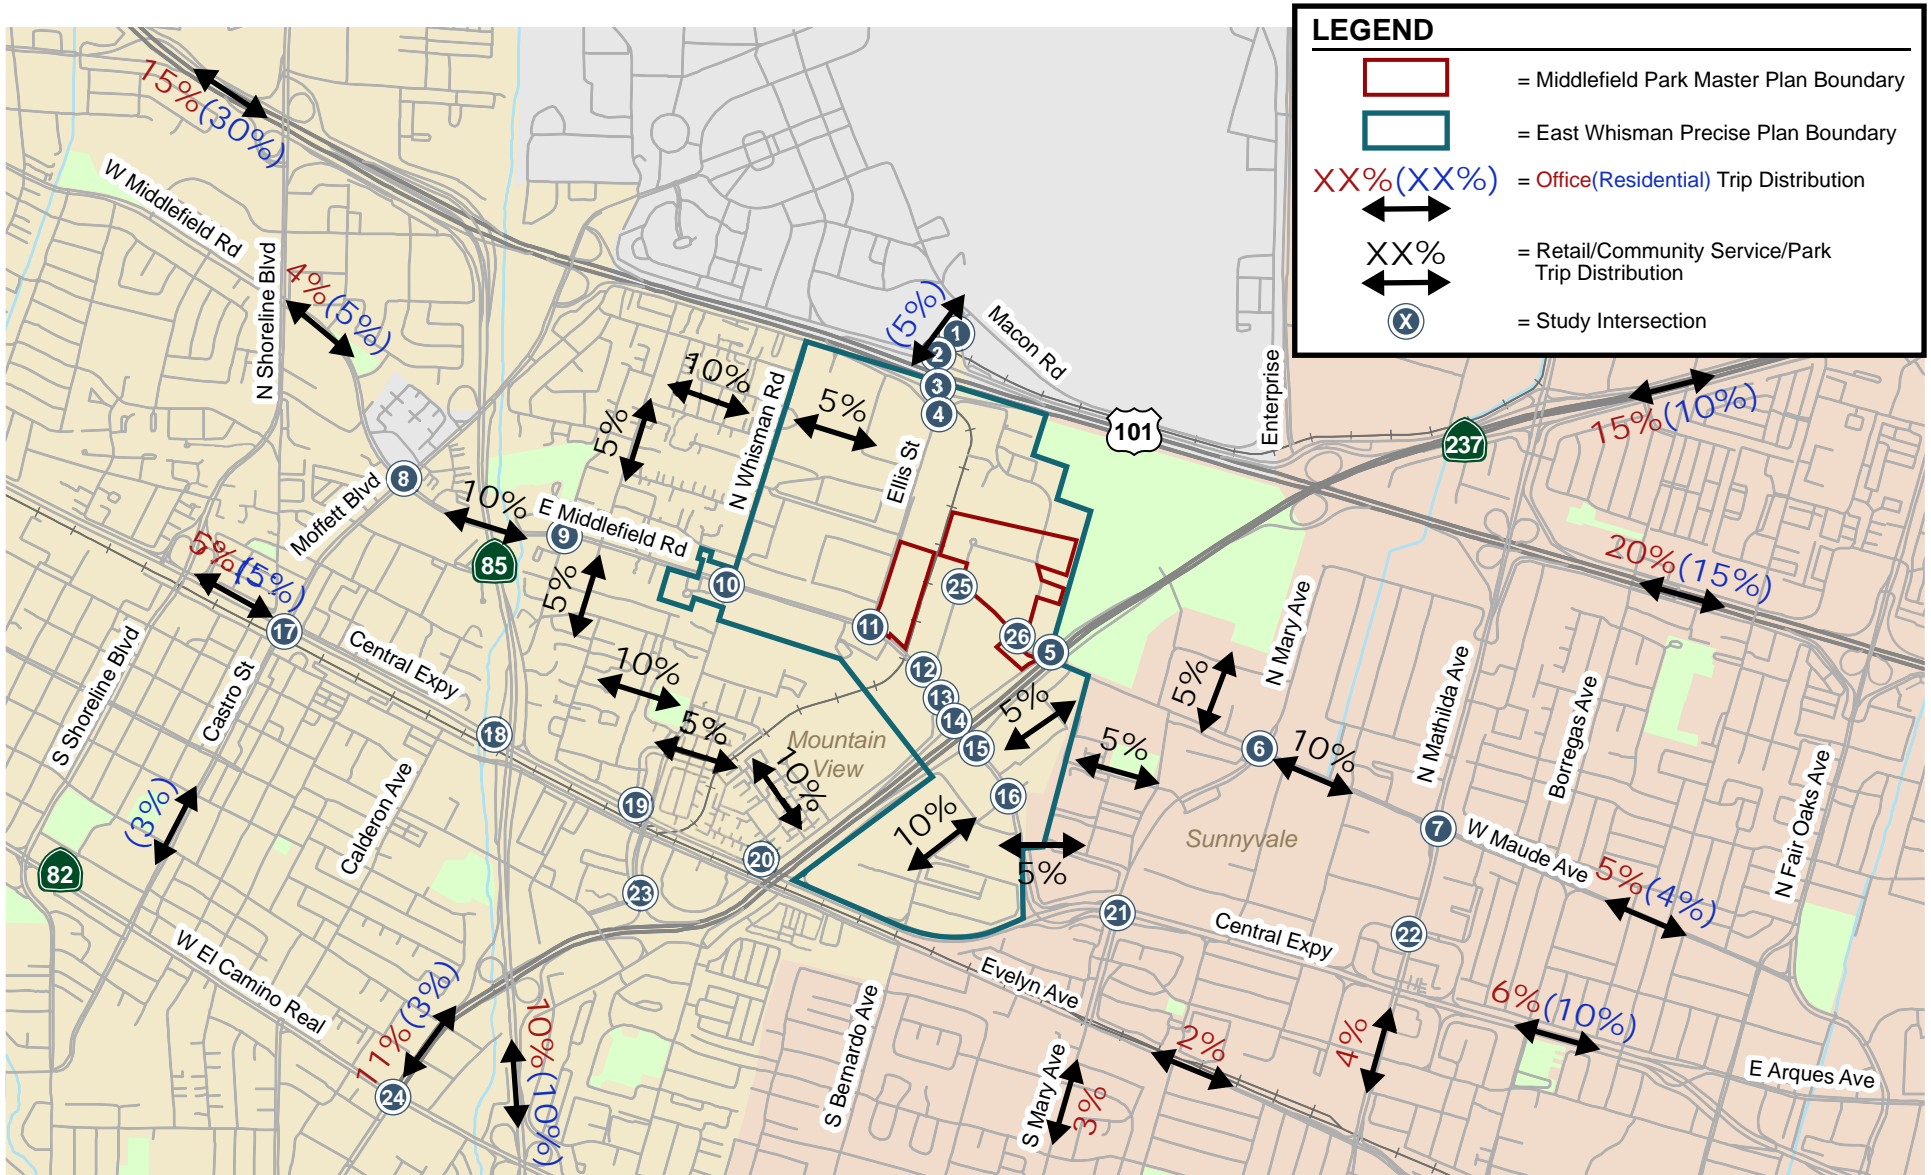 LEGEND
= Middlefield Park Master Plan Boundary
= East Whisman Precise Plan Boundary
XX%(XX%)
= Office(Residential) Trip Distribution
XX%
= Retail/Community Service/Park
Trip Distribution
X
= Study Intersection
15%(30%)
W Middlefield Rd
N Shoreline Blvd
4%(5%)
(5%)
1
2
3
4
Macon Rd
Enterprise
101
237
15%(10%)
10%
5%
N Whisman Rd
5%
Ellis St
8
Moffett Blvd
10%
E Middlefield Rd
9
85
10
5%
5%(5%)
17
20%(15%)
25
11
26
5
12
13
14
15
16
5%
N Mary Ave
5%
N Mathilda Ave
Borregas Ave
N Fair Oaks Ave
S Shoreline Blvd
Castro St
Central Expy
18
10%
5%
10%
Mountain
View
5%
6
10%
7
W Maude Ave
5%(4%)
Sunnyvale
(3%)
Calderon Ave
19
20
23
10%
5%
82
21
Central Expy
22
W El Camino Real
11%(3%)
24
10%(10%)
S Bernardo Ave
Evelyn Ave
S Mary Ave
3%
2%
4%
6%(10%)
E Arques Ave